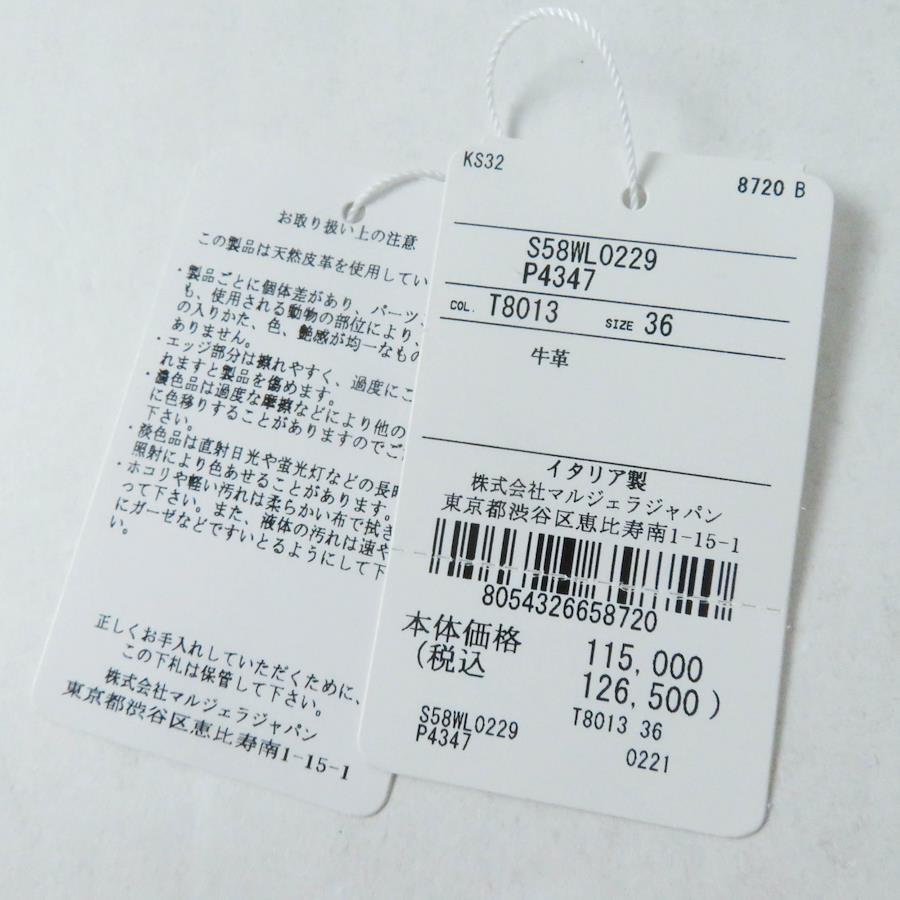 お取り扱い上の注意
この製品は天然皮革を使用してい
・製品ごとに個体差があり、パーツ、
も、使用される動物の部位により、
の入りかた、色、艶感が均一なもの
ありません。
・エッジ部分は擦れやすく、過度にこ
れますと製品を傷めます。
・濃色品は過度な摩擦などにより他の
に色移りすることがありますのでご
下さい。
・淡色品は直射日光や蛍光灯などの長時
照射により色あせることがあります。
・ホコリや軽い汚れは柔らかい布で拭き
って下さい。また、液体の汚れは速や
にガーゼなどですいとるようにして下
い。
正しくお手入れしていただくために、
この下札は保管して下さい。
株式会社マルジェラジャパン
東京都渋谷区恵比寿南1-15-1
KS32
8720 B
S58WL0229
P4347
COL. T8013 SIZE 36
牛革
イタリア製
株式会社マルジェラジャパン
東京都渋谷区恵比寿南1-15-1
8054326658720
本体価格 115,000
(税込 126,500)
S58WL0229 T8013 36
P4347
0221